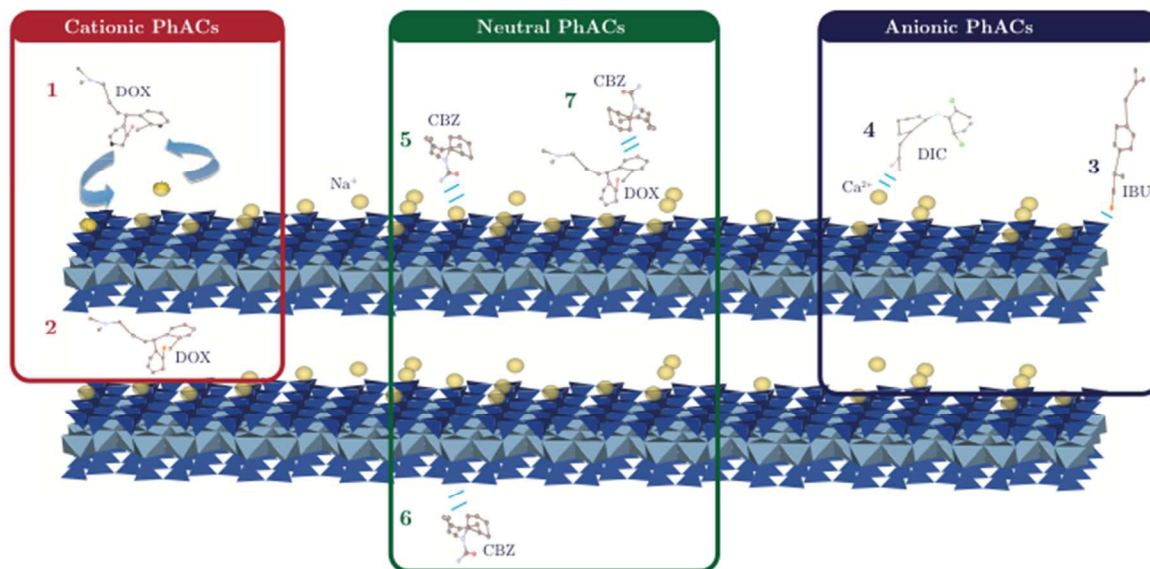 Cationic PhACs
1
DOX
2
DOX
Na⁺
Neutral PhACs
5
CBZ
7
CBZ
DOX
6
CBZ
Anionic PhACs
4
DIC
Ca²⁺
3
IBU